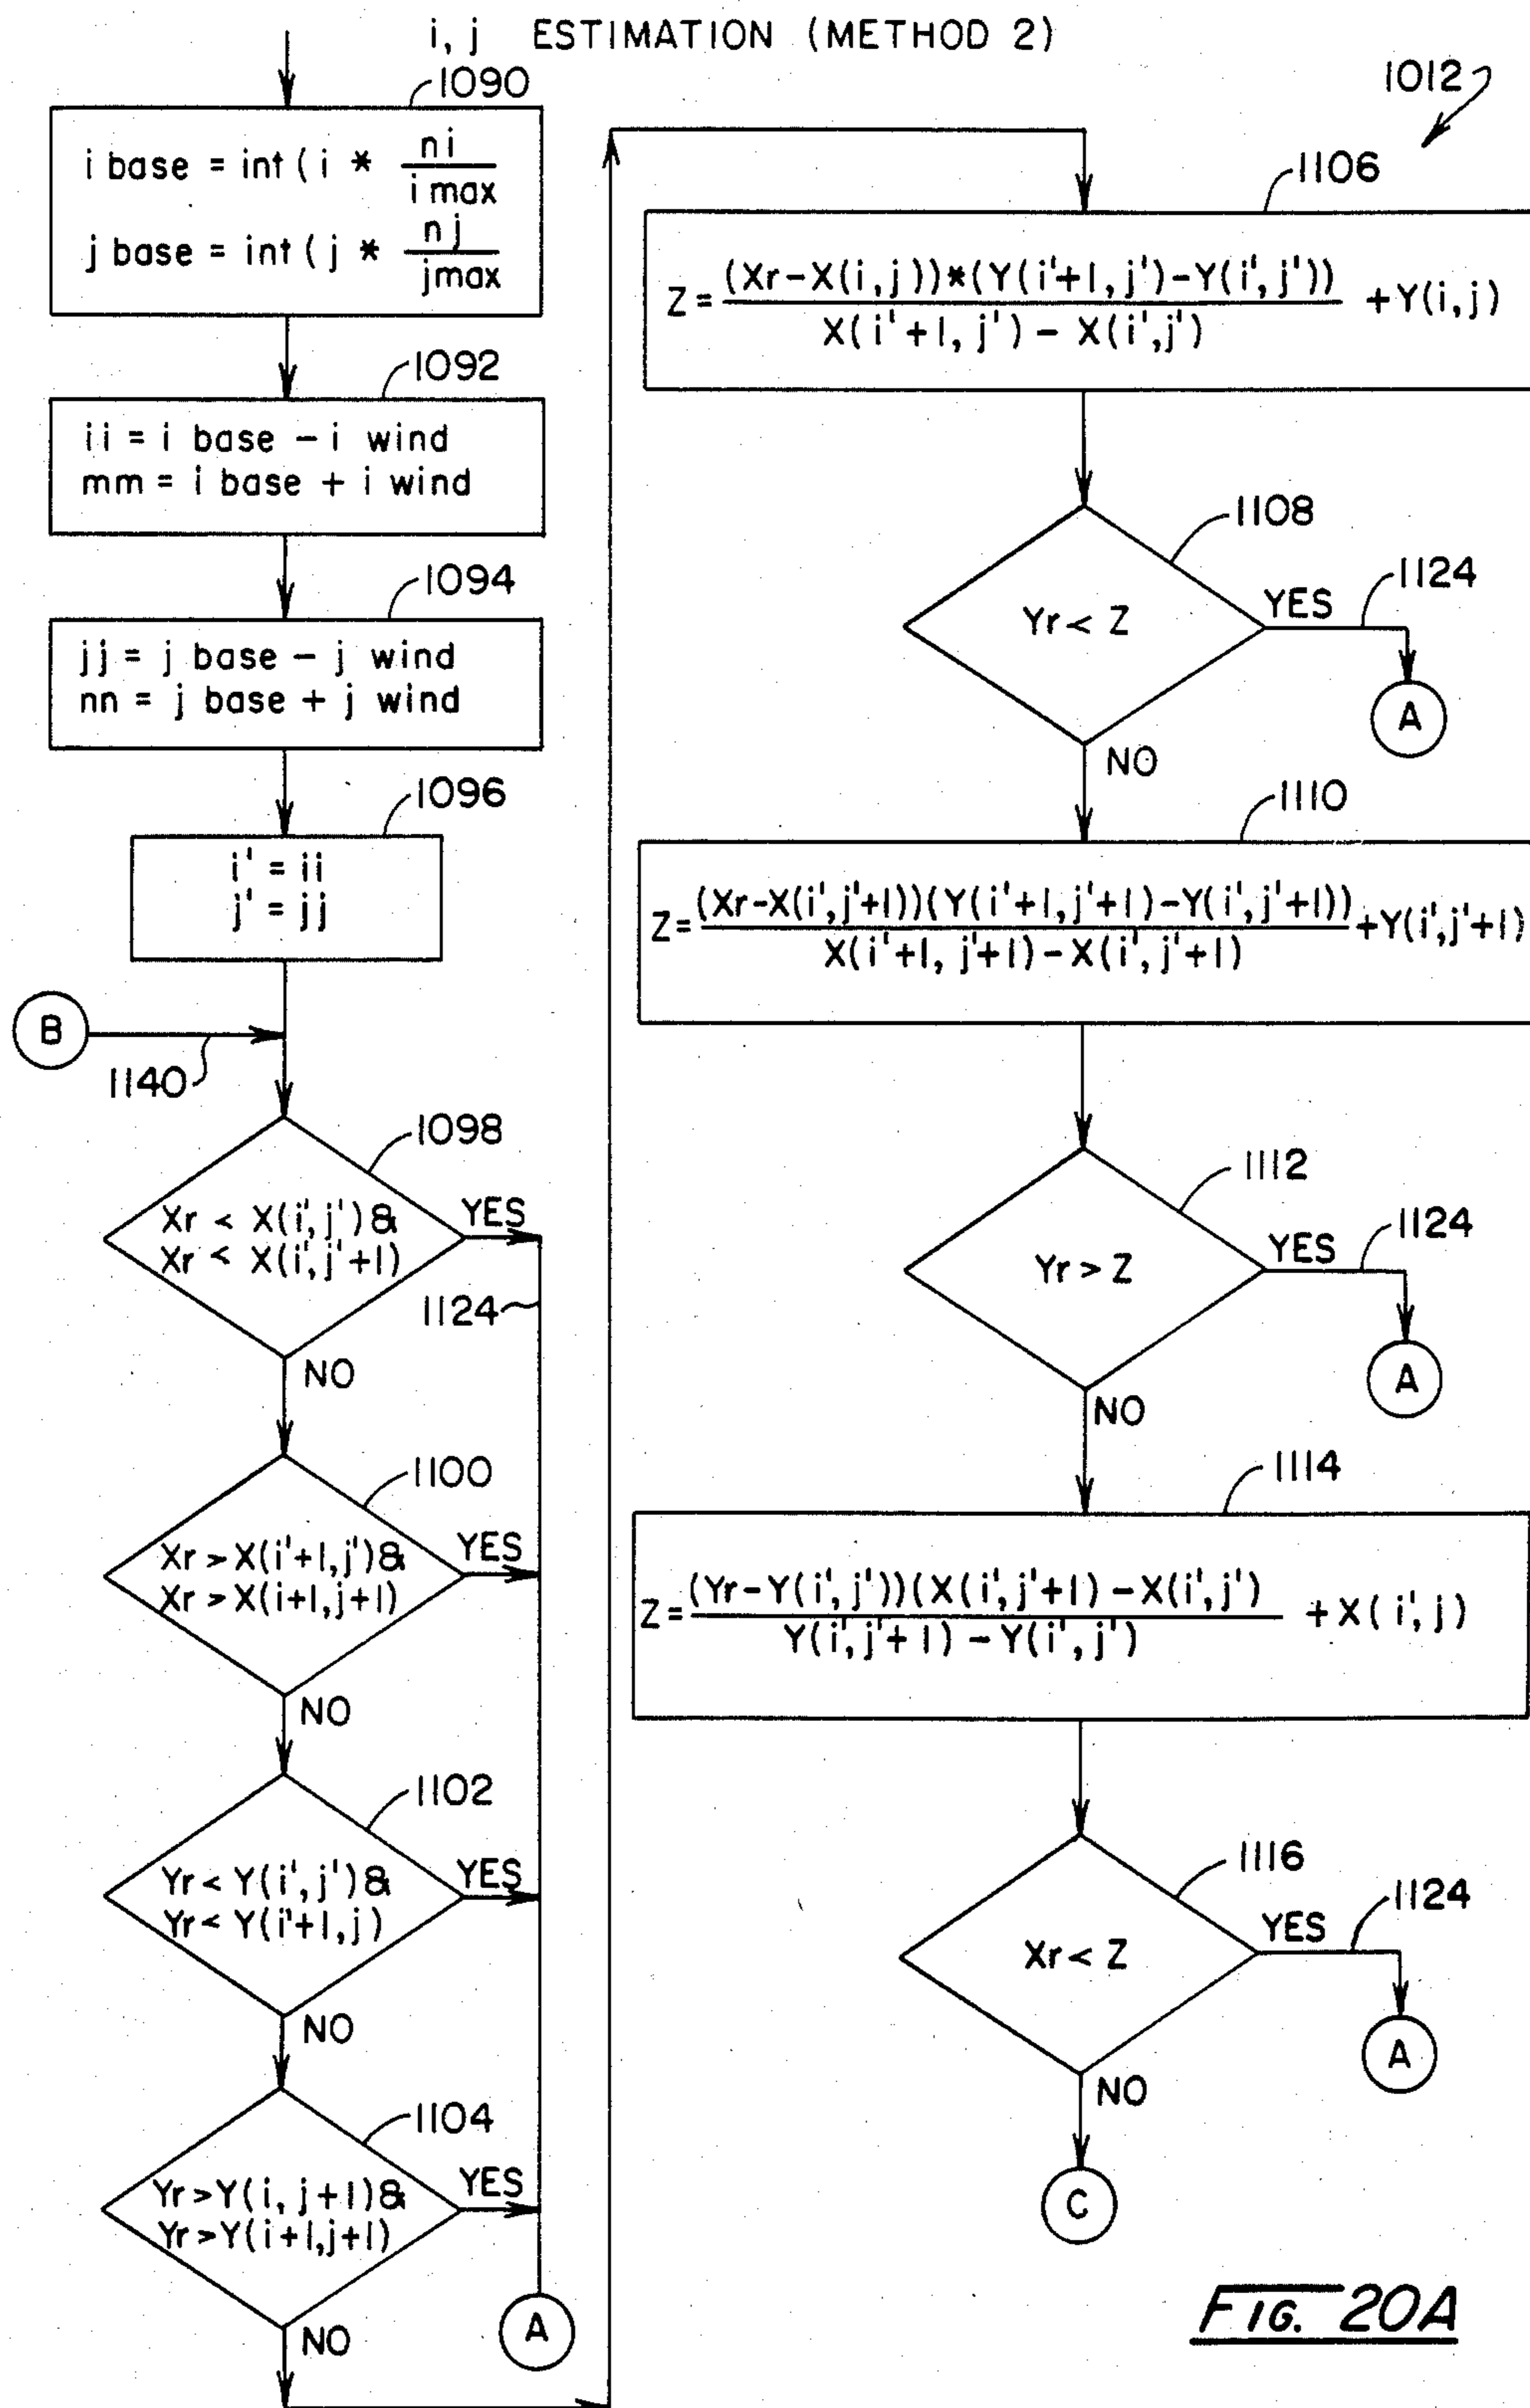 i, j ESTIMATION (METHOD 2)
1090
i base = int ( i * ni / i max
j base = int ( j * nj / jmax
1092
ii = i base - i wind
mm = i base + i wind
1094
jj = j base - j wind
nn = j base + j wind
1096
i' = ii
j' = jj
B
1140
1098
Xr < X(i', j') &
Xr < X(i', j'+1)
YES
1124
NO
1100
Xr > X(i'+1, j') &
Xr > X(i+1, j+1)
YES
NO
1102
Yr < Y(i', j') &
Yr < Y(i'+1, j)
YES
NO
1104
Yr > Y(i, j+1) &
Yr > Y(i+1, j+1)
YES
NO
A
1012
1106
Z = (Xr-X(i, j))*(Y(i'+1, j')-Y(i', j')) / X(i'+1, j') - X(i', j') +Y(i, j)
1108
Yr < Z
YES
1124
A
NO
1110
Z = (Xr-X(i', j'+1))(Y(i'+1, j'+1)-Y(i', j'+1)) / X(i'+1, j'+1)-X(i', j'+1) +Y(i', j'+1)
1112
Yr > Z
YES
1124
A
NO
1114
Z = (Yr-Y(i', j'))(X(i', j'+1)-X(i', j') / Y(i', j'+1)-Y(i', j') +X(i', j)
1116
Xr < Z
YES
1124
A
NO
C
FIG. 20A